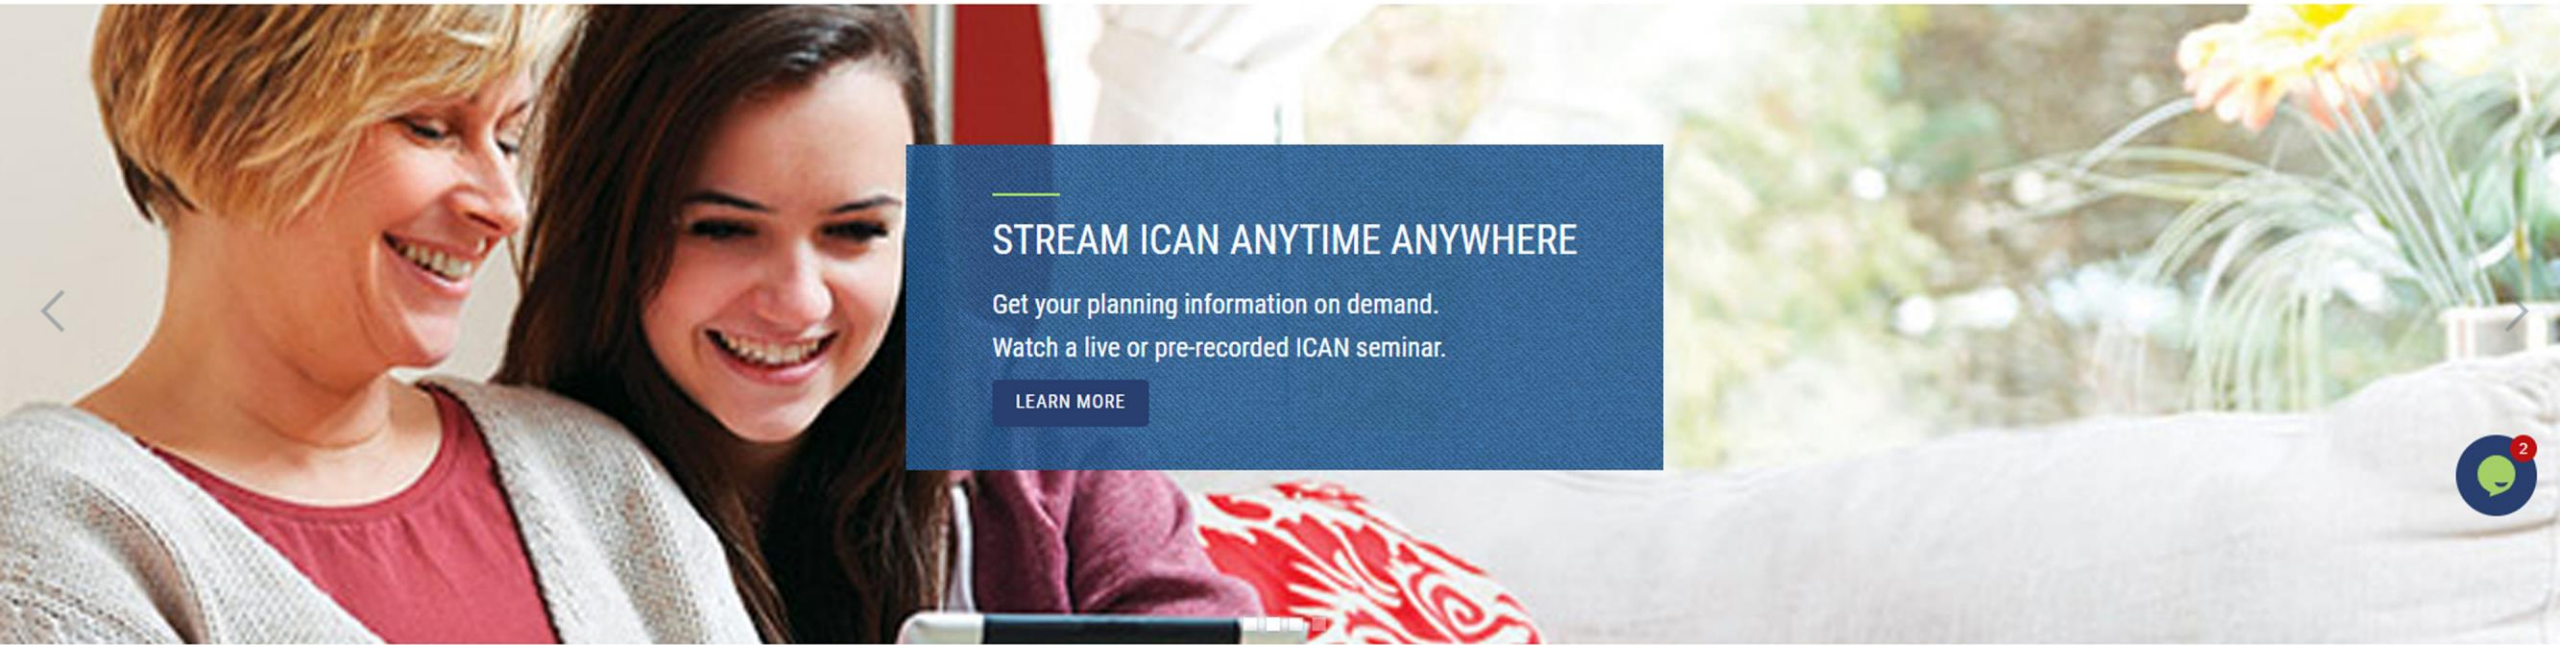 STREAM ICAN ANYTIME ANYWHERE
Get your planning information on demand.
Watch a live or pre-recorded ICAN seminar.
LEARN MORE
2